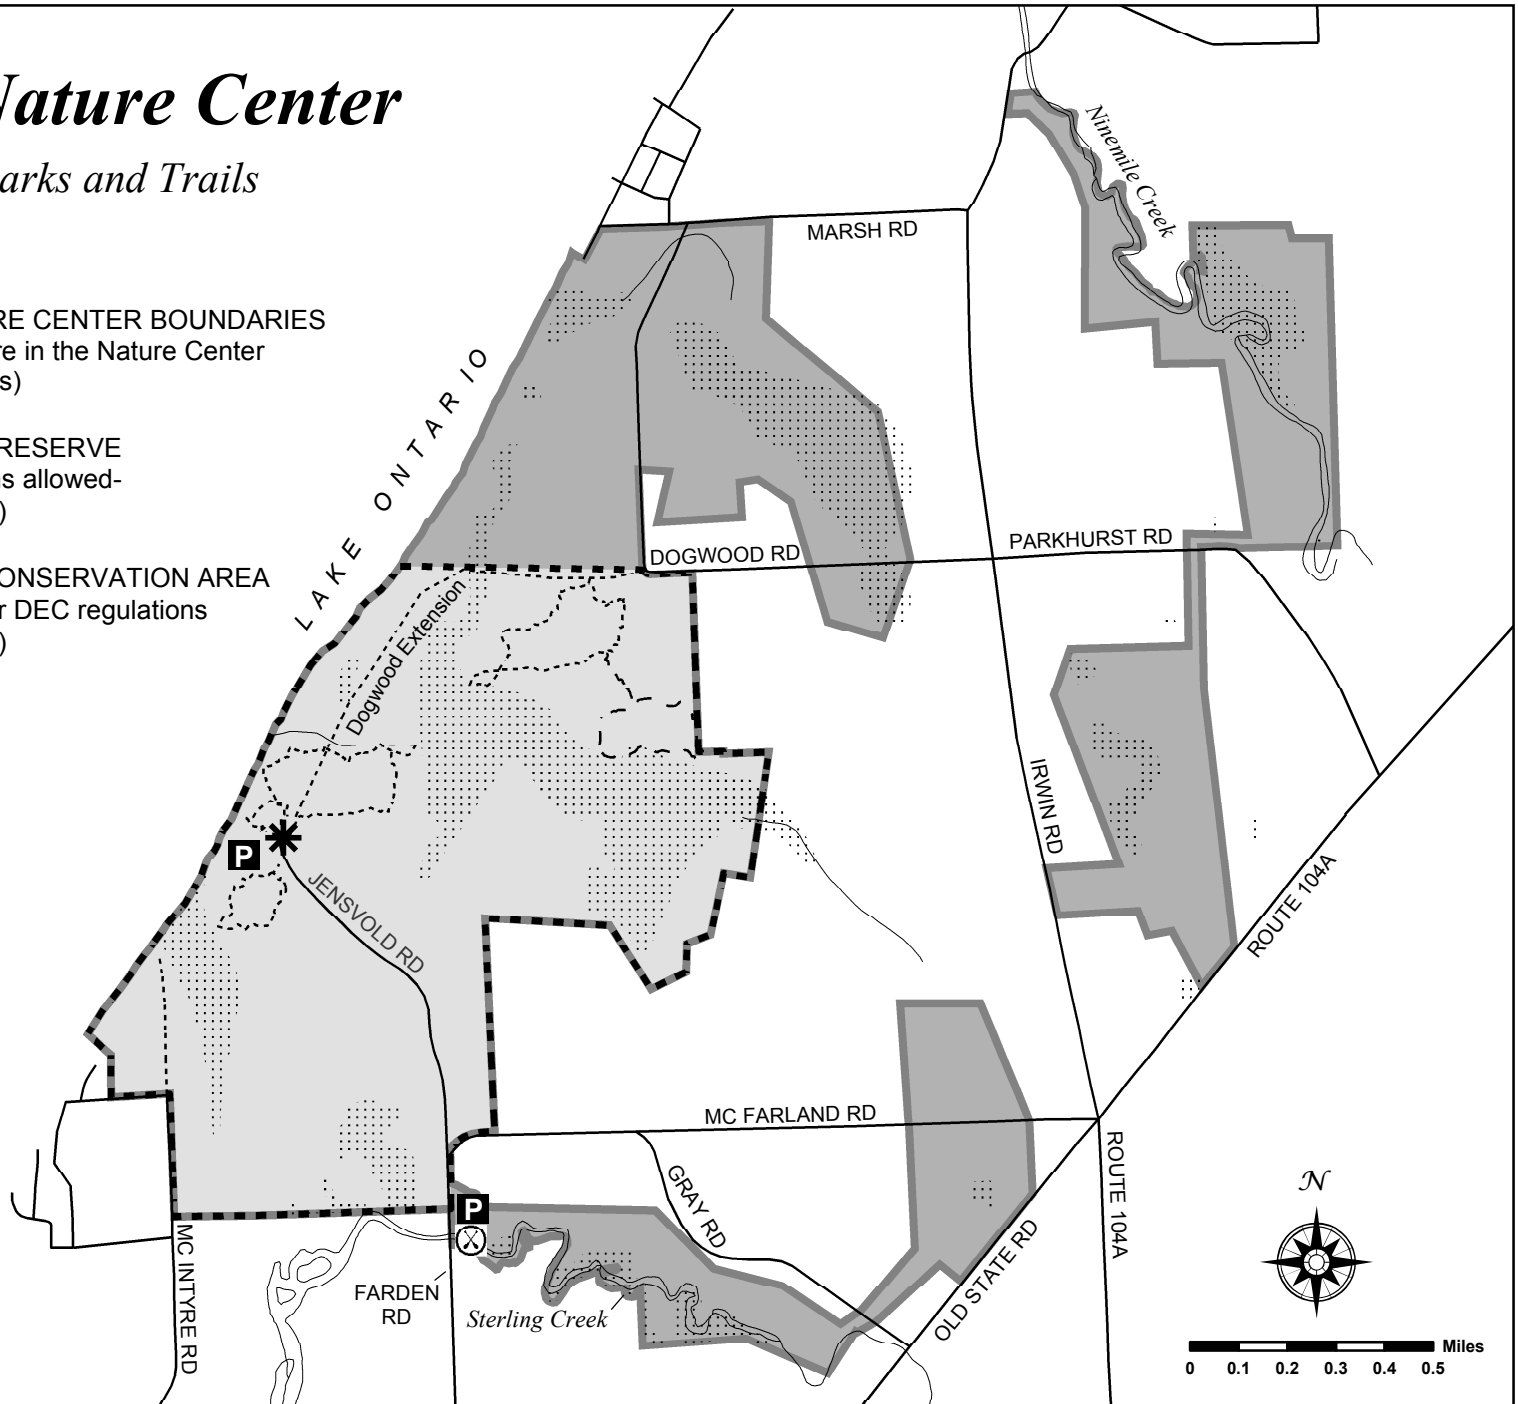 Nature Center
arks and Trails
RE CENTER BOUNDARIES
re in the Nature Center
s)
RESERVE
s allowed-
)
ONSERVATION AREA
r DEC regulations
)
LAKE ONTARIO
MARSH RD
Ninemile Creek
DOGWOOD RD
PARKHURST RD
Dogwood Extension
IRWIN RD
P
JENSVOLD RD
ROUTE 104A
MC FARLAND RD
GRAY RD
ROUTE 104A
OLD STATE RD
P
MC INTYRE RD
FARDEN
RD
Sterling Creek
N
Miles
0 0.1 0.2 0.3 0.4 0.5